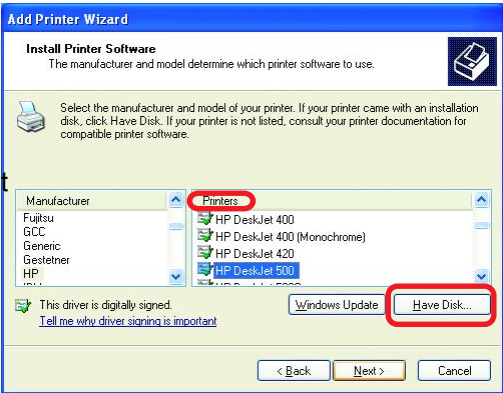 Add Printer Wizard
Install Printer Software
The manufacturer and model determine which printer software to use.
Select the manufacturer and model of your printer. If your printer came with an installation
disk, click Have Disk. If your printer is not listed, consult your printer documentation for
compatible printer software.
t
Manufacturer
Fujitsu
GCC
Generic
Gestetner
HP
Printers
HP DeskJet 400
HP DeskJet 400 (Monochrome)
HP DeskJet 420
HP DeskJet 500
This driver is digitally signed.
Tell me why driver signing is important
Windows Update
Have Disk...
< Back
Next >
Cancel